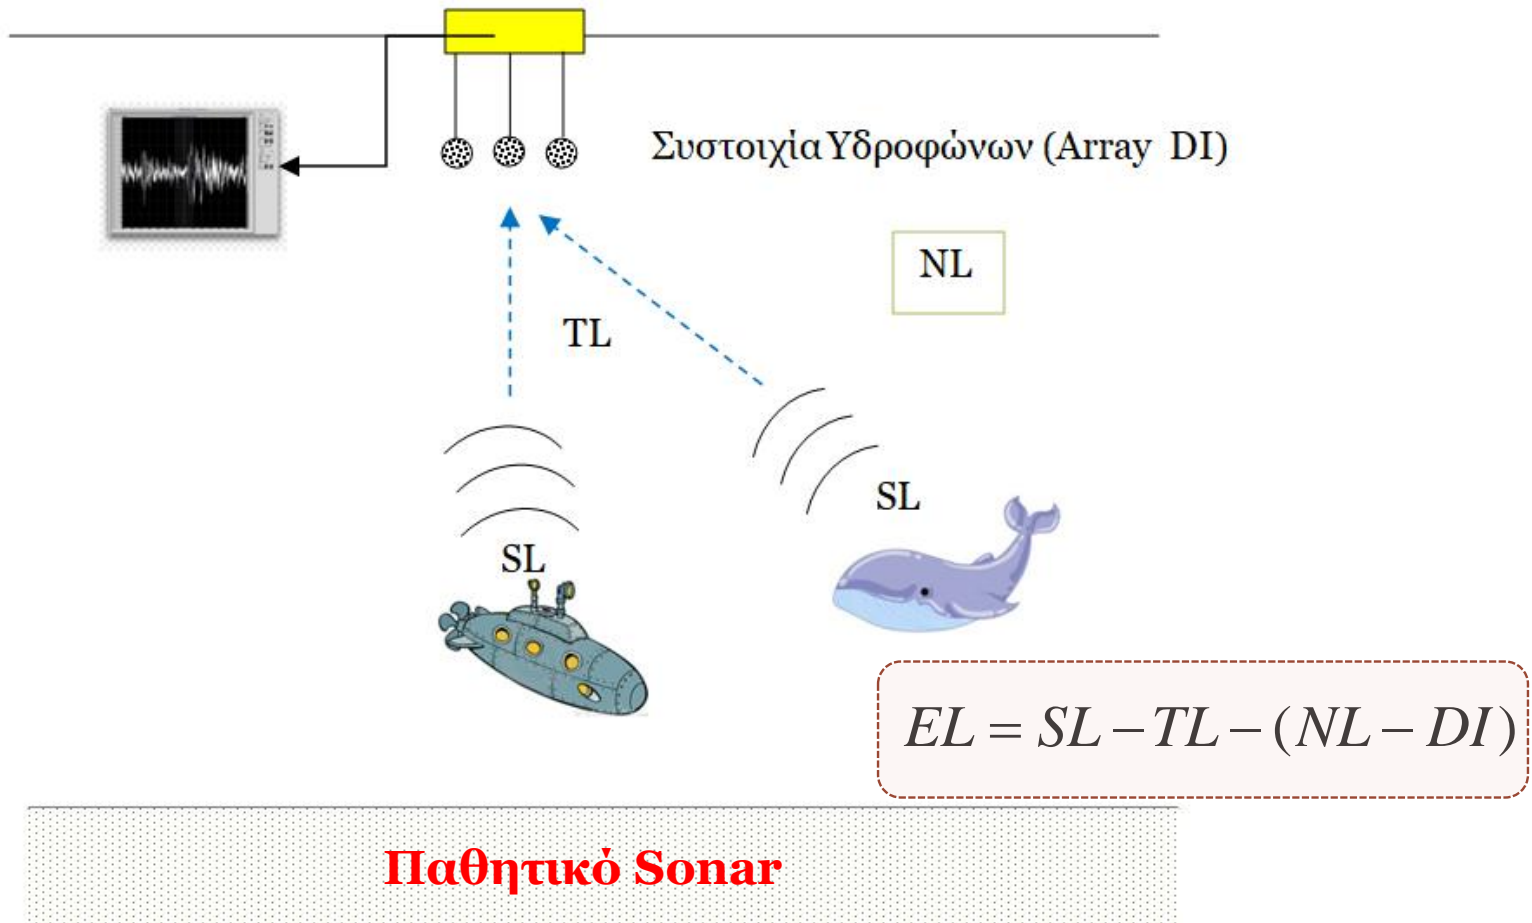 Συστοιχία Υδροφώνων (Array DI)
NL
TL
SL
SL
EL = SL – TL – (NL – DI)
Παθητικό Sonar